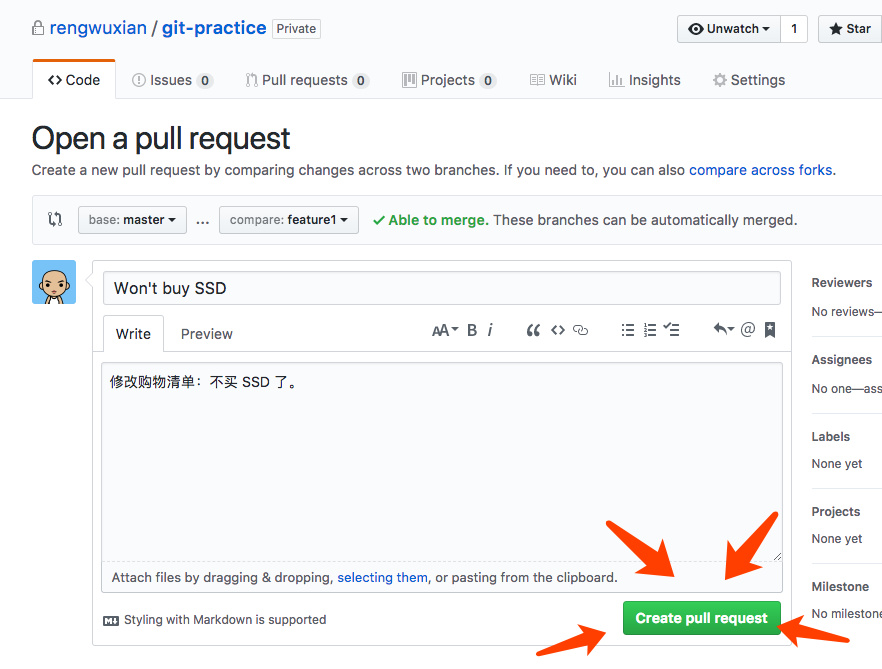 rengwuxian / git-practice Private Unwatch 1 Star
Code Issues 0 Pull requests 0 Projects 0 Wiki Insights Settings
Open a pull request
Create a new pull request by comparing changes across two branches. If you need to, you can also compare across forks.
base: master ... compare: feature1 Able to merge. These branches can be automatically merged.
Won't buy SSD
Write Preview AA B i
修改购物清单：不买 SSD 了。
Attach files by dragging & dropping, selecting them, or pasting from the clipboard.
Styling with Markdown is supported
Create pull request
Reviewers
No reviews—
Assignees
No one—ass
Labels
None yet
Projects
None yet
Milestone
No milestone